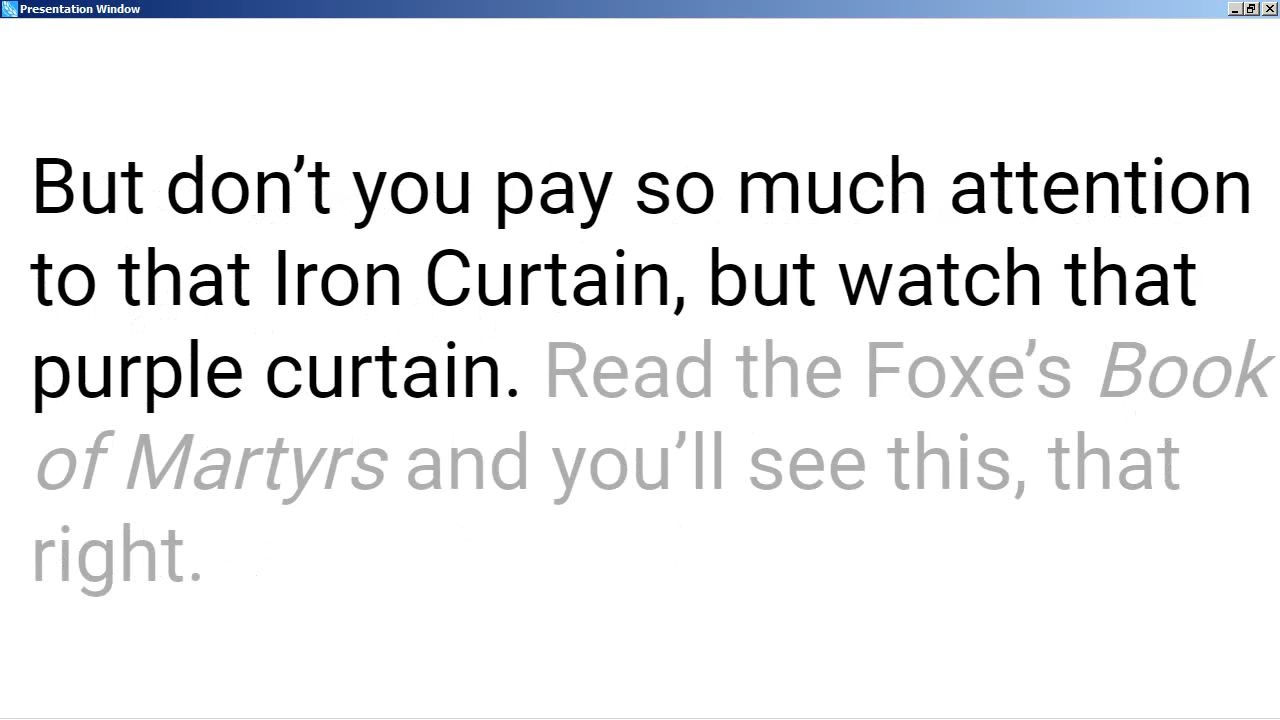 Presentation Window
But don’t you pay so much attention
to that Iron Curtain, but watch that
purple curtain. Read the Foxe’s Book
of Martyrs and you’ll see this, that
right.